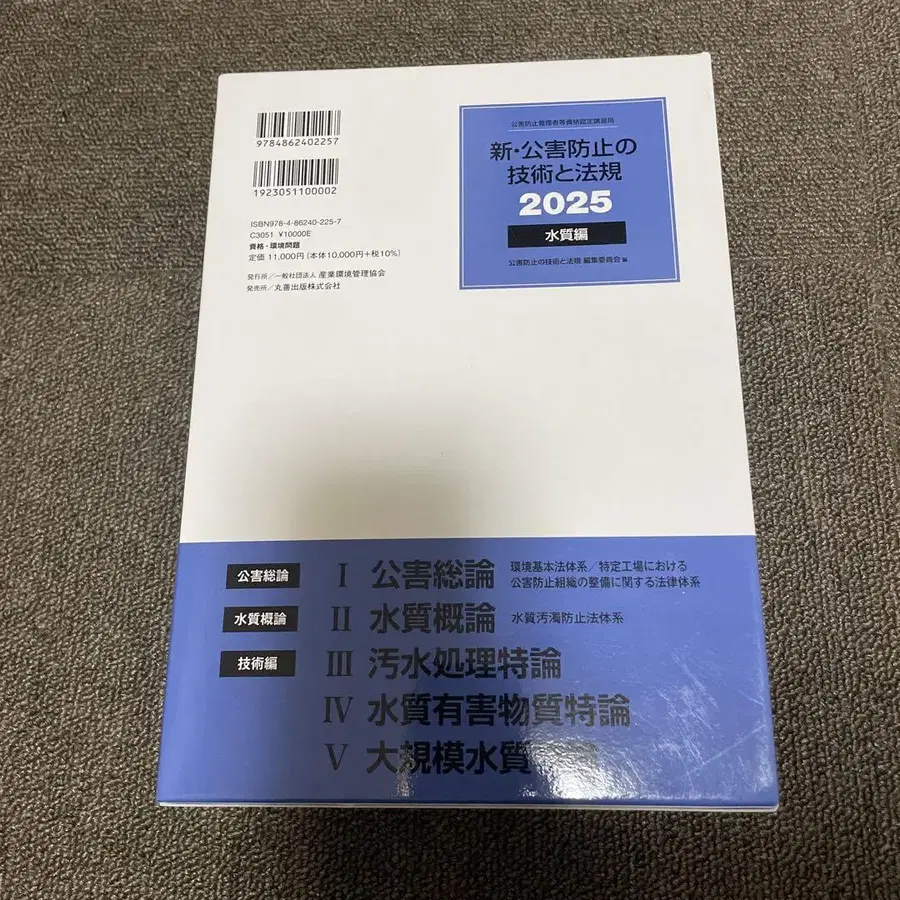 9784862402257
1923051100002
ISBN978-4-86240-225-7
C3051 ¥10000E
資格・環境問題
定価 11,000円（本体10,000円＋税10%）
発行所／一般社団法人 産業環境管理協会
発売所／丸善出版株式会社
公害防止管理者等資格認定講習用
新・公害防止の
技術と法規
2025
水質編
公害防止の技術と法規 編集委員会 編
公害総論 Ⅰ 公害総論 環境基本法体系／特定工場における
公害防止組織の整備に関する法律体系
水質概論 Ⅱ 水質概論 水質汚濁防止法体系
技術編 Ⅲ 汚水処理特論
Ⅳ 水質有害物質特論
Ⅴ 大規模水質